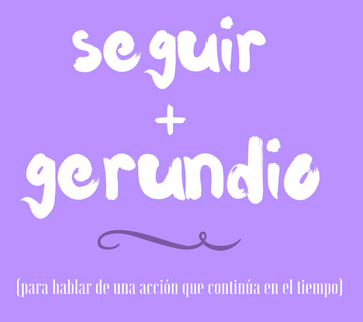 seguir
+
gerundio
(para hablar de una acción que continúa en el tiempo)